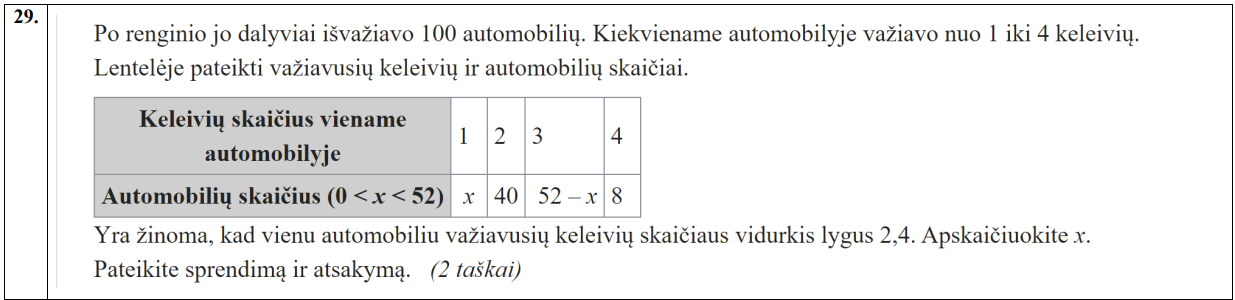 29.
Po renginio jo dalyviai išvažiavo 100 automobilių. Kiekviename automobilyje važiavo nuo 1 iki 4 keleivių.
Lentelėje pateikti važiavusių keleivių ir automobilių skaičiai.
Keleivių skaičius viename automobilyje 1 2 3 4
Automobilių skaičius (0 < x < 52) x 40 52 – x 8
Yra žinoma, kad vienu automobiliu važiavusių keleivių skaičiaus vidurkis lygus 2,4. Apskaičiuokite x.
Pateikite sprendimą ir atsakymą. (2 taškai)